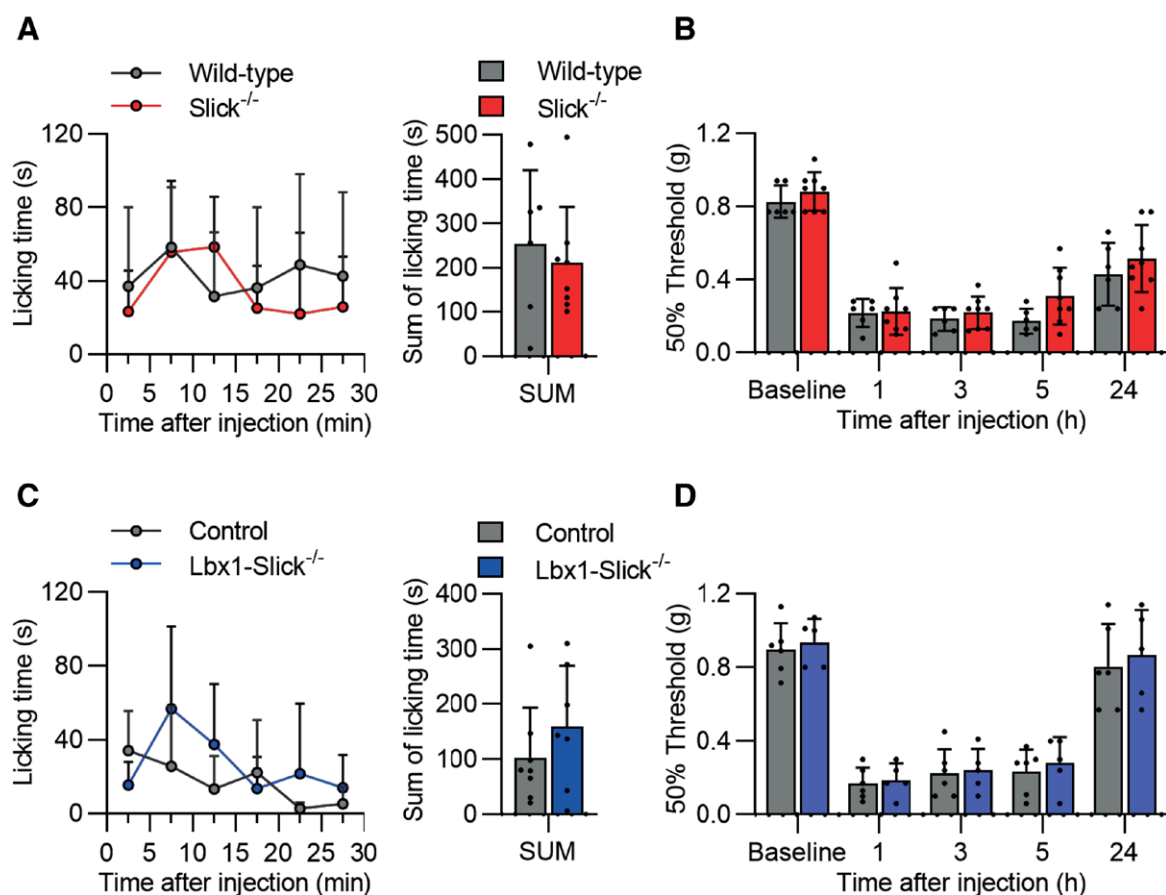 A
Wild-type
Slick-/-
Licking time (s)
120
80
40
0
0 5 10 15 20 25 30
Time after injection (min)
Wild-type
Slick-/-
Sum of licking time (s)
500
400
300
200
100
0
SUM
B
50% Threshold (g)
1.2
0.8
0.4
0.0
Baseline 1 3 5 24
Time after injection (h)
C
Control
Lbx1-Slick-/-
Licking time (s)
120
80
40
0
0 5 10 15 20 25 30
Time after injection (min)
Control
Lbx1-Slick-/-
Sum of licking time (s)
400
300
200
100
0
SUM
D
50% Threshold (g)
1.2
0.8
0.4
0.0
Baseline 1 3 5 24
Time after injection (h)